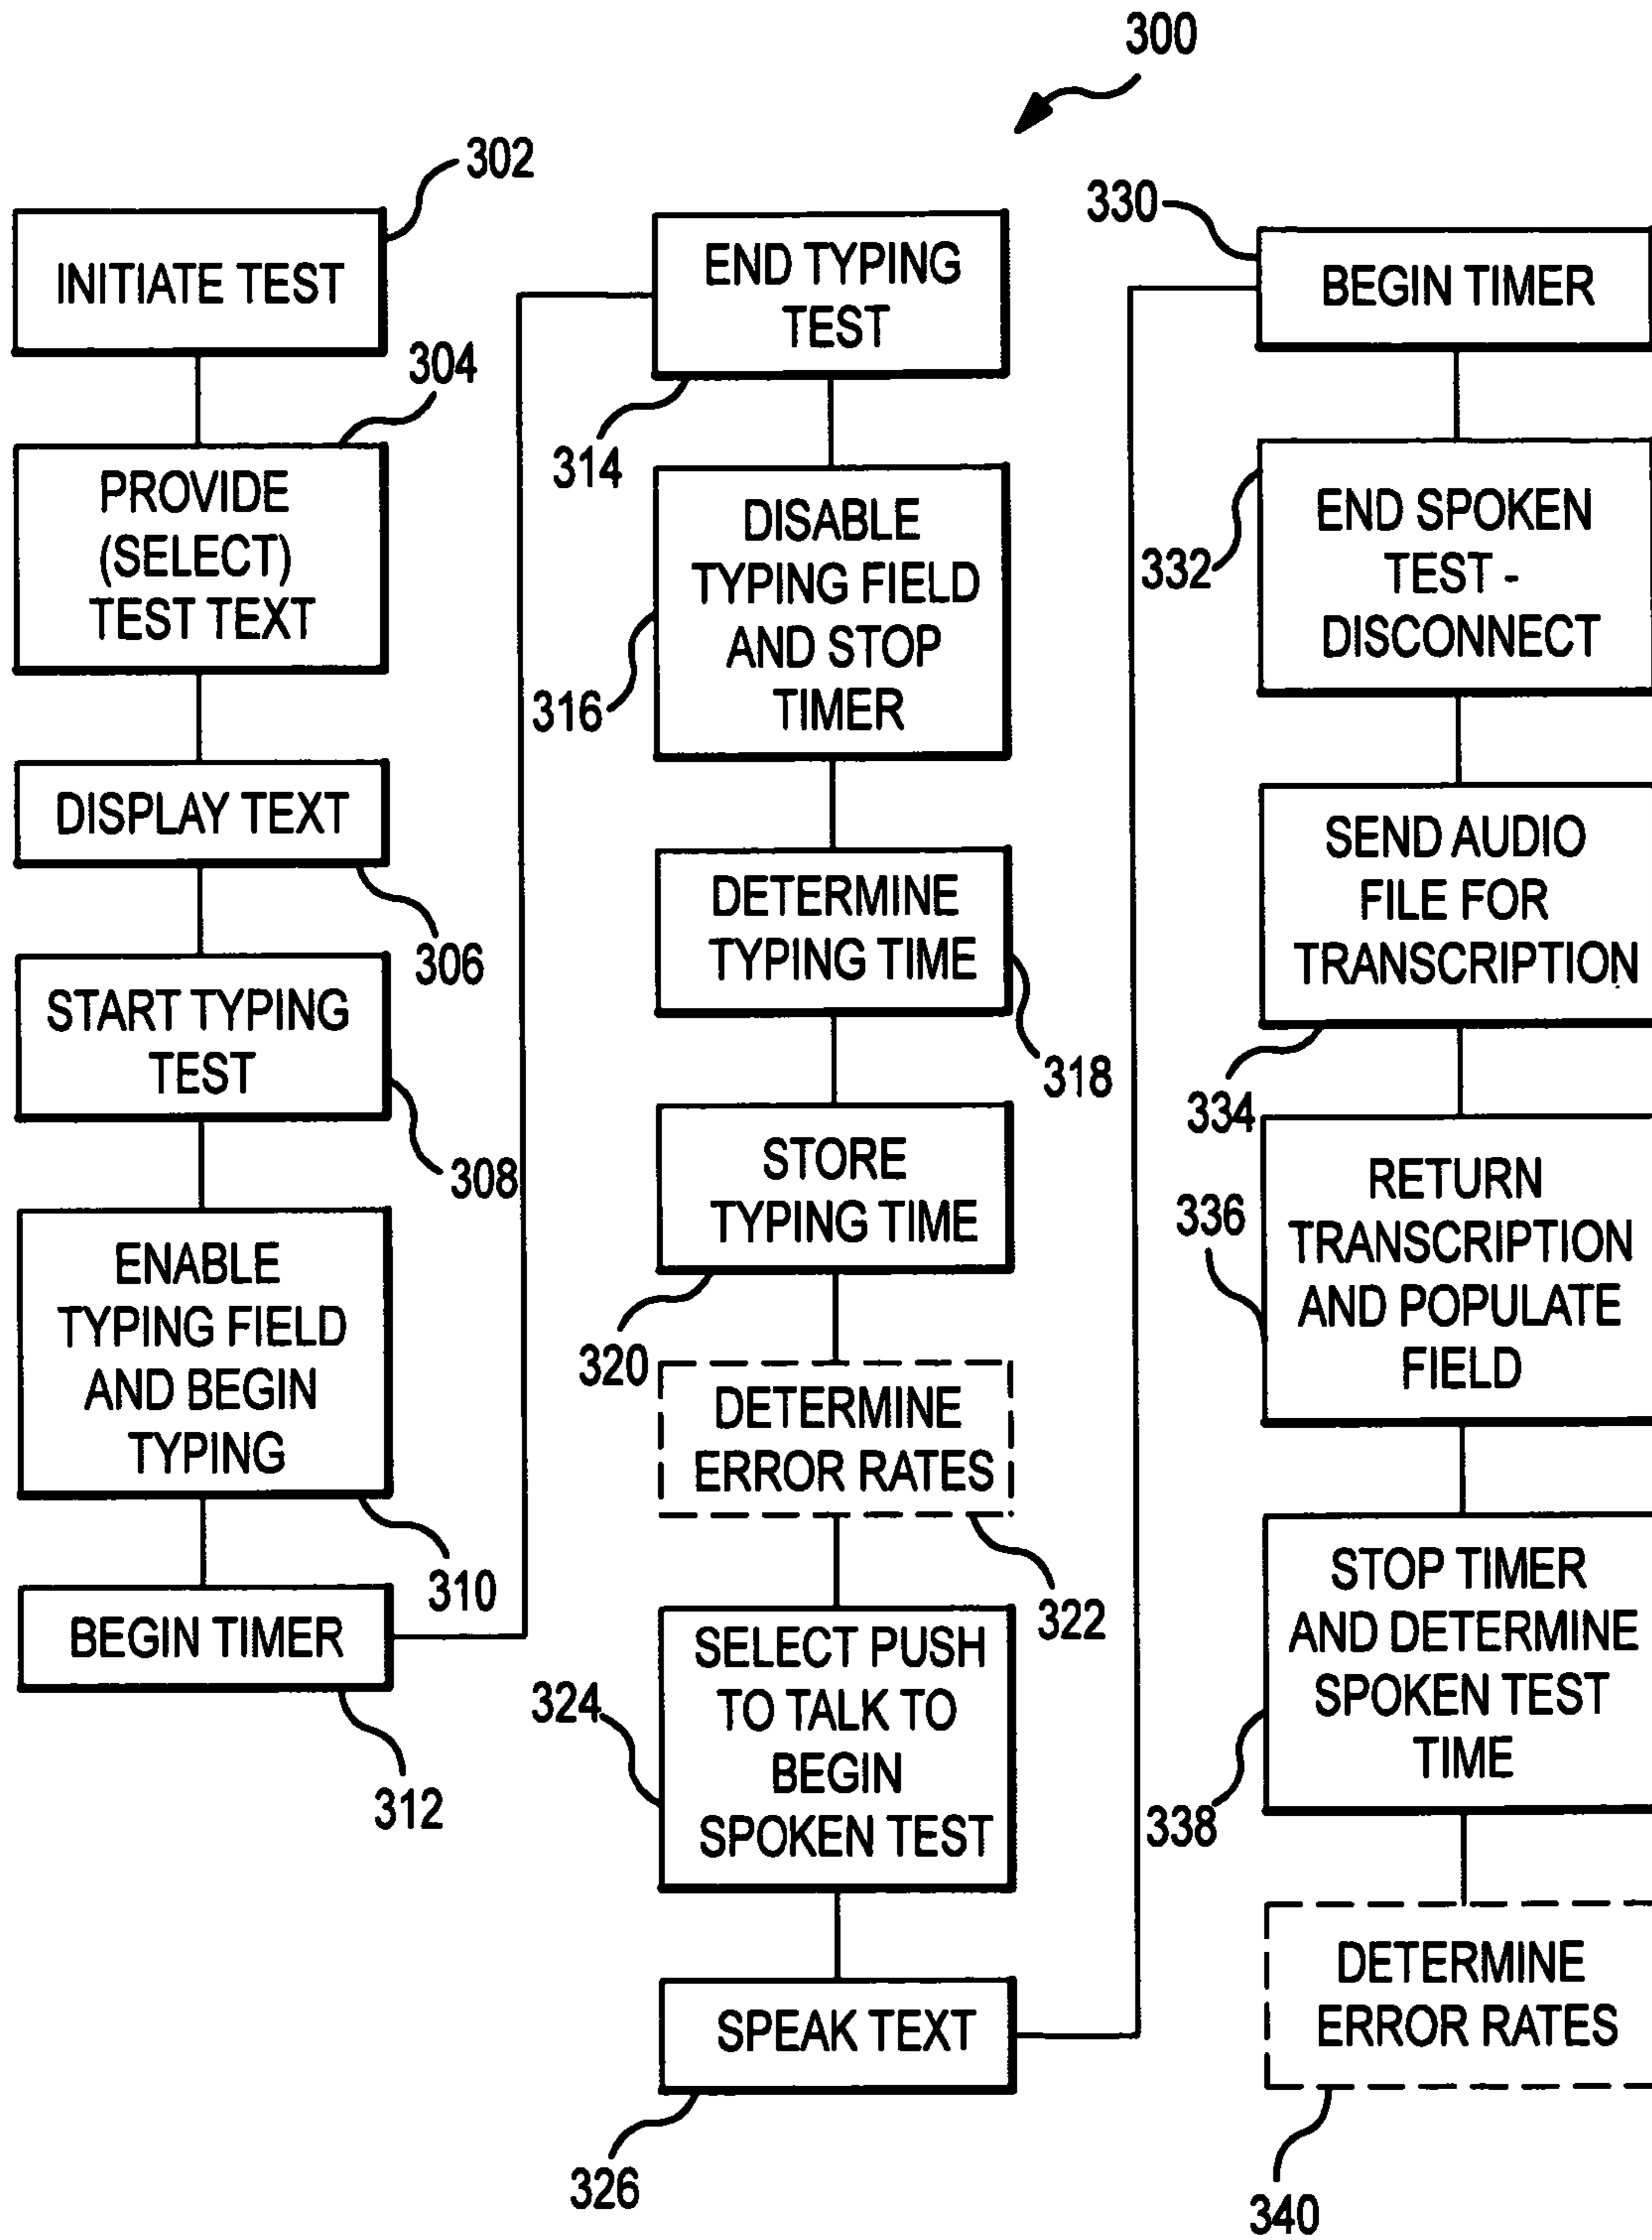 300
302
INITIATE TEST
304
PROVIDE
(SELECT)
TEST TEXT
DISPLAY TEXT
306
START TYPING
TEST
308
ENABLE
TYPING FIELD
AND BEGIN
TYPING
310
BEGIN TIMER
312
END TYPING
TEST
314
DISABLE
TYPING FIELD
AND STOP
TIMER
316
DETERMINE
TYPING TIME
318
STORE
TYPING TIME
320
DETERMINE
ERROR RATES
322
SELECT PUSH
TO TALK TO
BEGIN
SPOKEN TEST
324
SPEAK TEXT
326
330
BEGIN TIMER
END SPOKEN
TEST -
DISCONNECT
332
SEND AUDIO
FILE FOR
TRANSCRIPTION
334
RETURN
TRANSCRIPTION
AND POPULATE
FIELD
336
STOP TIMER
AND DETERMINE
SPOKEN TEST
TIME
338
DETERMINE
ERROR RATES
340